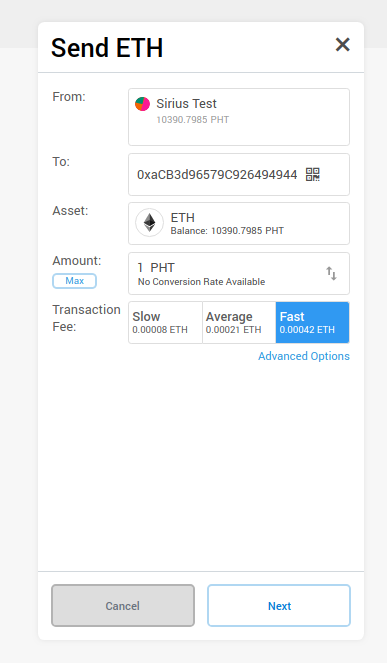 Send ETH
From:
Sirius Test
10390.7985 PHT
To:
0xaCB3d96579C926494944
Asset:
ETH
Balance: 10390.7985 PHT
Amount:
Max
1 PHT
No Conversion Rate Available
Transaction
Fee:
Slow
0.00008 ETH
Average
0.00021 ETH
Fast
0.00042 ETH
Advanced Options
Cancel
Next